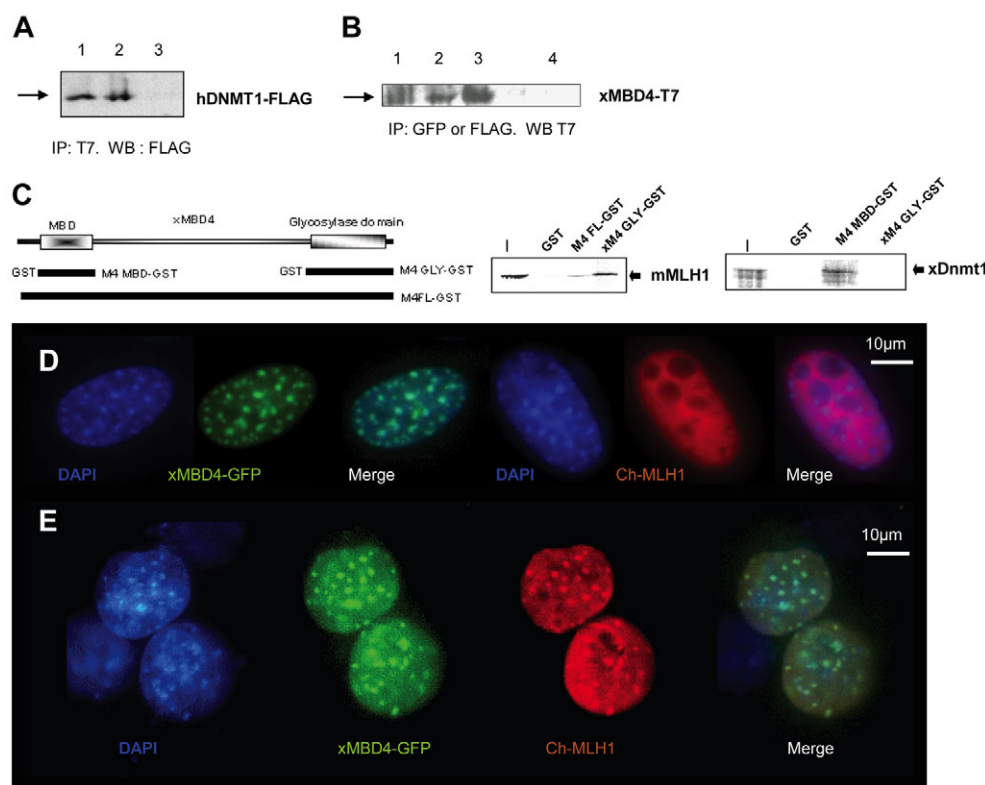 A
1 2 3
hDNMT1-FLAG
IP: T7. WB : FLAG
B
1 2 3 4
xMBD4-T7
IP: GFP or FLAG. WB T7
C
MBD
xMBD4
Glycosylase domain
GST
M4 MBD-GST
GST
M4 GLY-GST
M4FL-GST
I
GST
M4 FL-GST
xM4 GLY-GST
mMLH1
I
GST
M4 MBD-GST
xM4 GLY-GST
xDnmt1
D
10µm
DAPI
xMBD4-GFP
Merge
DAPI
Ch-MLH1
Merge
E
10µm
DAPI
xMBD4-GFP
Ch-MLH1
Merge